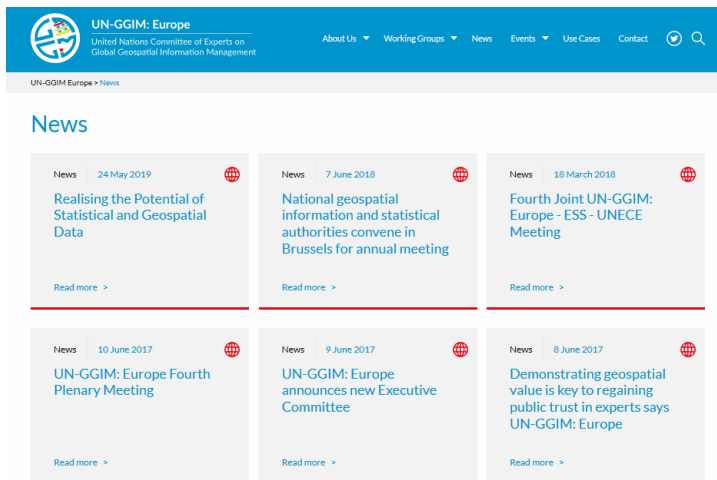 UN-GGIM: Europe
United Nations Committee of Experts on
Global Geospatial Information Management
About Us
Working Groups
News
Events
Use Cases
Contact
UN-GGIM Europe > News
News
News 24 May 2019
Realising the Potential of
Statistical and Geospatial
Data
Read more >
News 7 June 2018
National geospatial
information and statistical
authorities convene in
Brussels for annual meeting
Read more >
News 18 March 2018
Fourth Joint UN-GGIM:
Europe - ESS - UNECE
Meeting
Read more >
News 10 June 2017
UN-GGIM: Europe Fourth
Plenary Meeting
Read more >
News 9 June 2017
UN-GGIM: Europe
announces new Executive
Committee
Read more >
News 8 June 2017
Demonstrating geospatial
value is key to regaining
public trust in experts says
UN-GGIM: Europe
Read more >